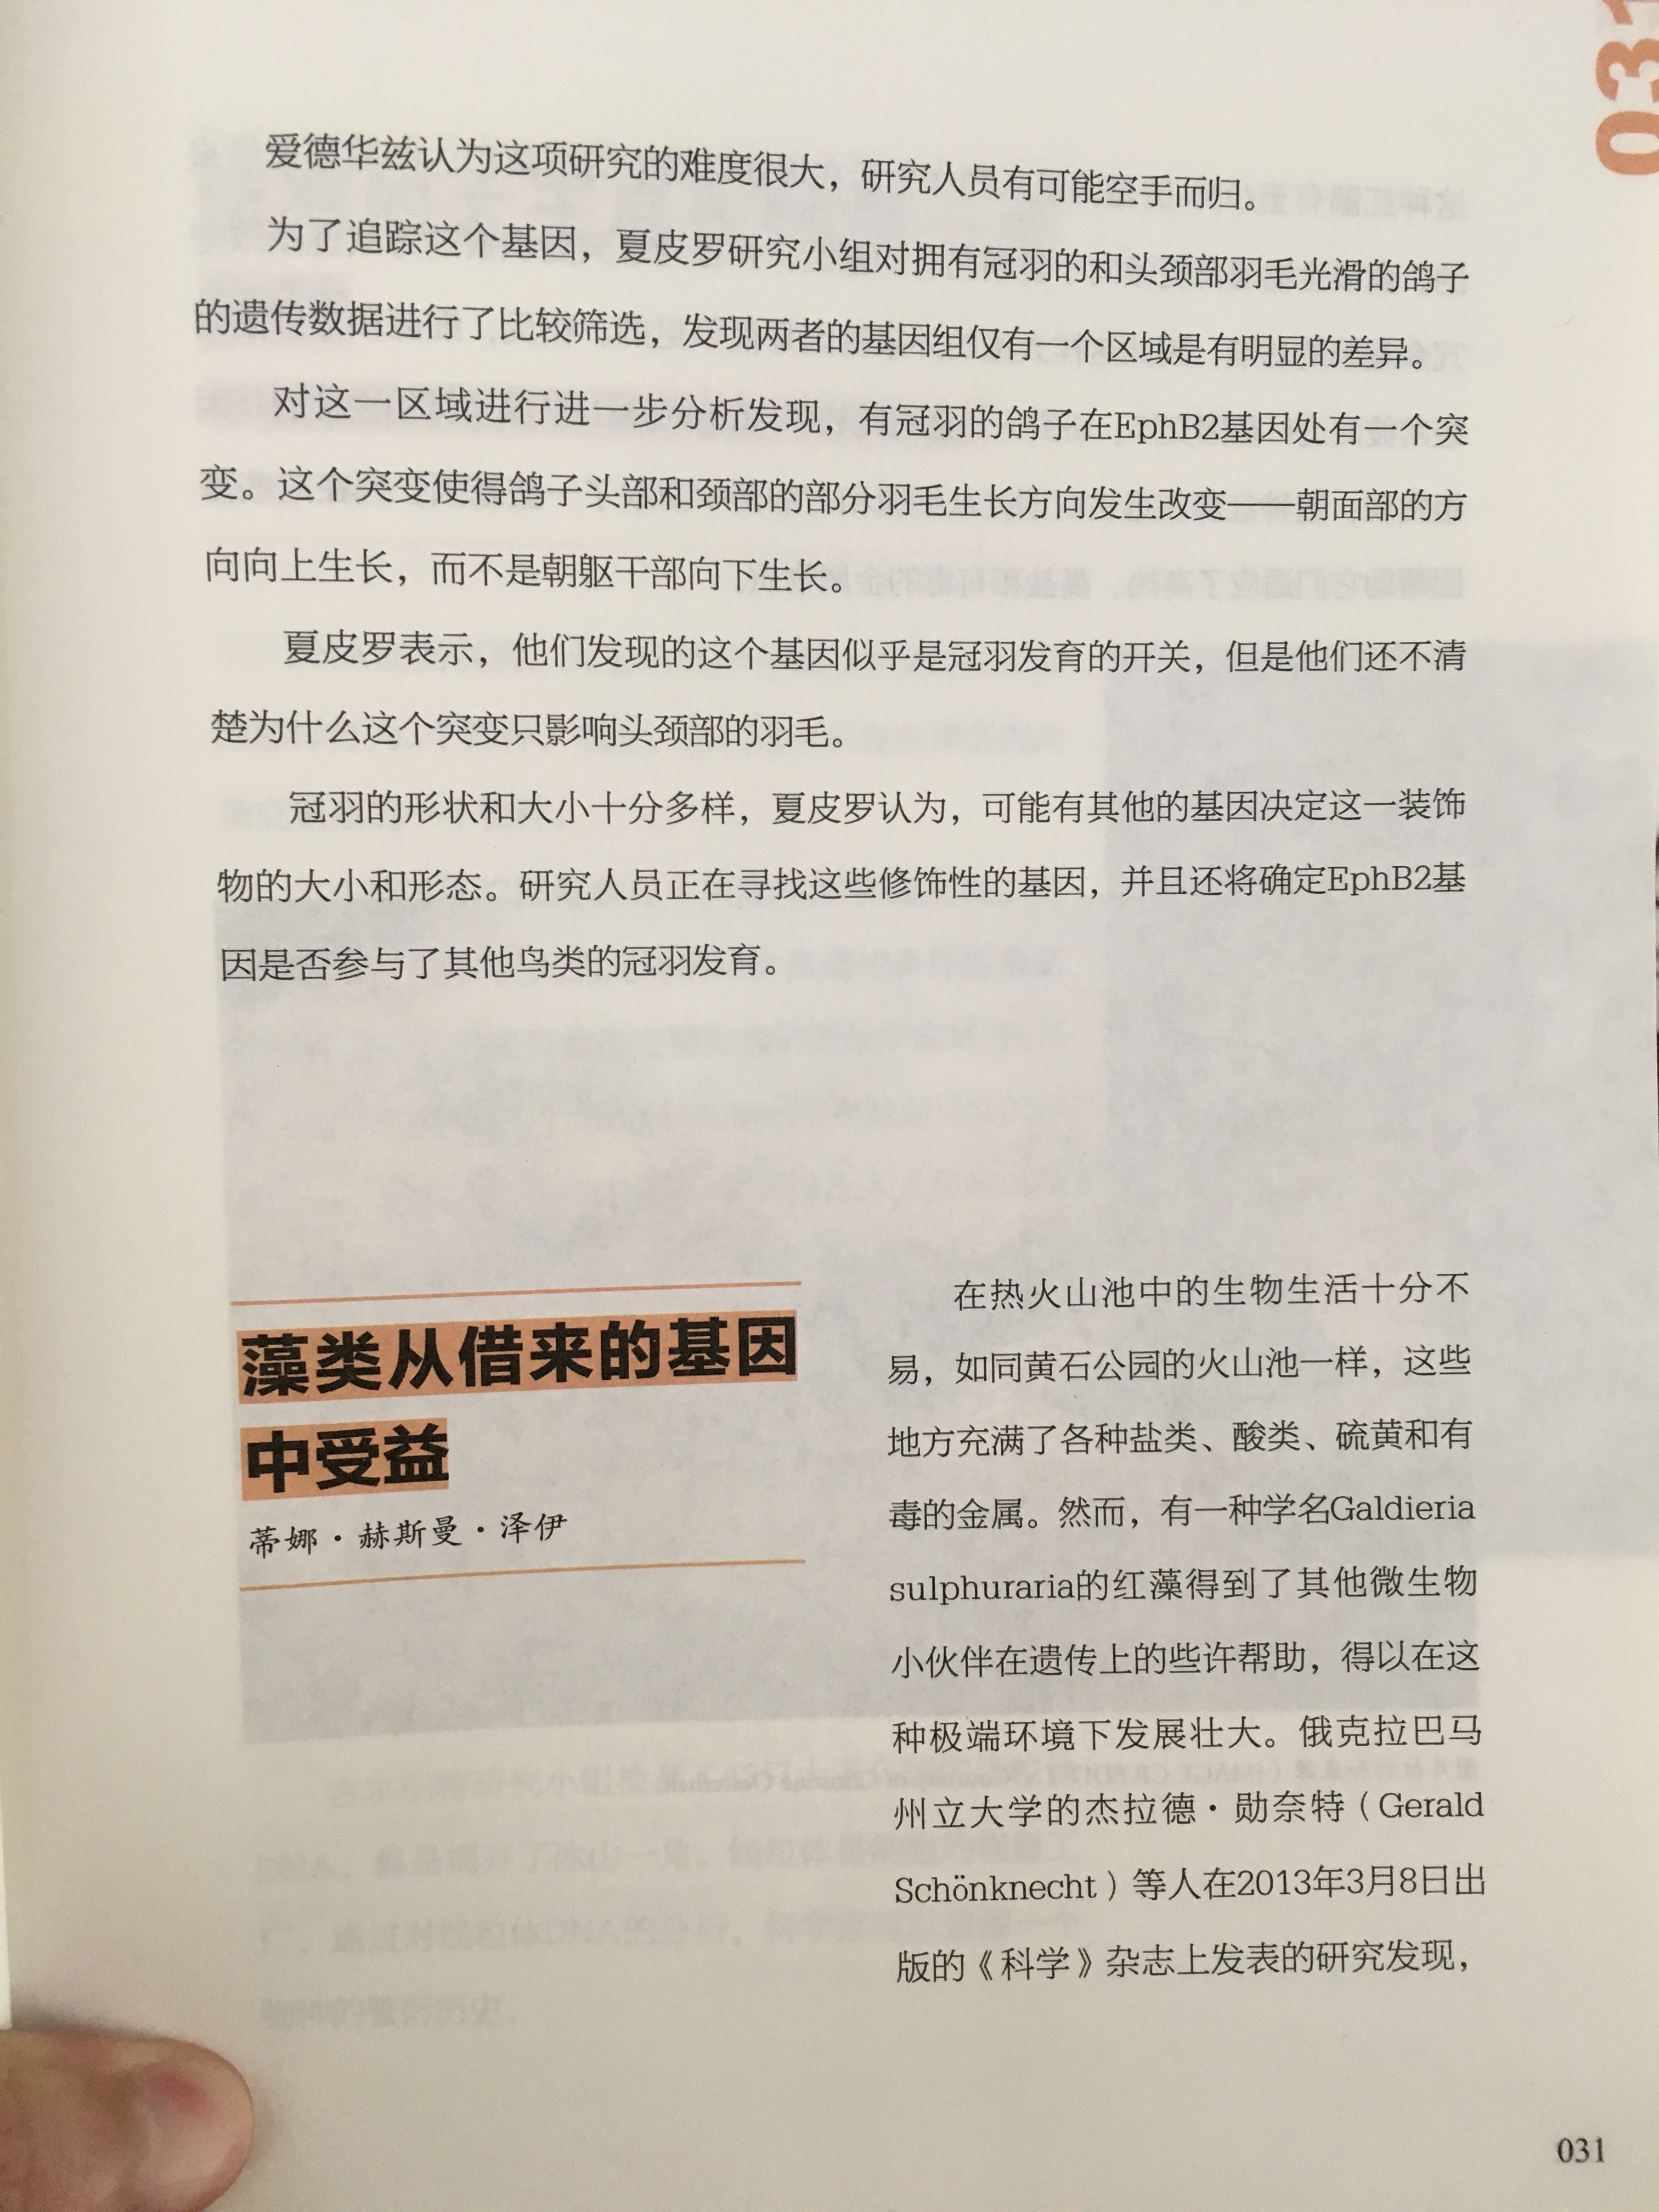 031
爱德华兹认为这项研究的难度很大，研究人员有可能空手而归。
为了追踪这个基因，夏皮罗研究小组对拥有冠羽的和头颈部羽毛光滑的鸽子
的遗传数据进行了比较筛选，发现两者的基因组仅有一个区域是有明显的差异。
对这一区域进行进一步分析发现，有冠羽的鸽子在EphB2基因处有一个突
变。这个突变使得鸽子头部和颈部的部分羽毛生长方向发生改变——朝面部的方
向向上生长，而不是朝躯干部向下生长。
夏皮罗表示，他们发现的这个基因似乎是冠羽发育的开关，但是他们还不清
楚为什么这个突变只影响头颈部的羽毛。
冠羽的形状和大小十分多样，夏皮罗认为，可能有其他的基因决定这一装饰
物的大小和形态。研究人员正在寻找这些修饰性的基因，并且还将确定EphB2基
因是否参与了其他鸟类的冠羽发育。
藻类从借来的基因
中受益
蒂娜·赫斯曼·泽伊
在热火山池中的生物生活十分不
易，如同黄石公园的火山池一样，这些
地方充满了各种盐类、酸类、硫黄和有
毒的金属。然而，有一种学名Galdieria
sulphuraria的红藻得到了其他微生物
小伙伴在遗传上的些许帮助，得以在这
种极端环境下发展壮大。俄克拉巴马
州立大学的杰拉德·勋奈特（Gerald
Schönknecht）等人在2013年3月8日出
版的《科学》杂志上发表的研究发现，
031